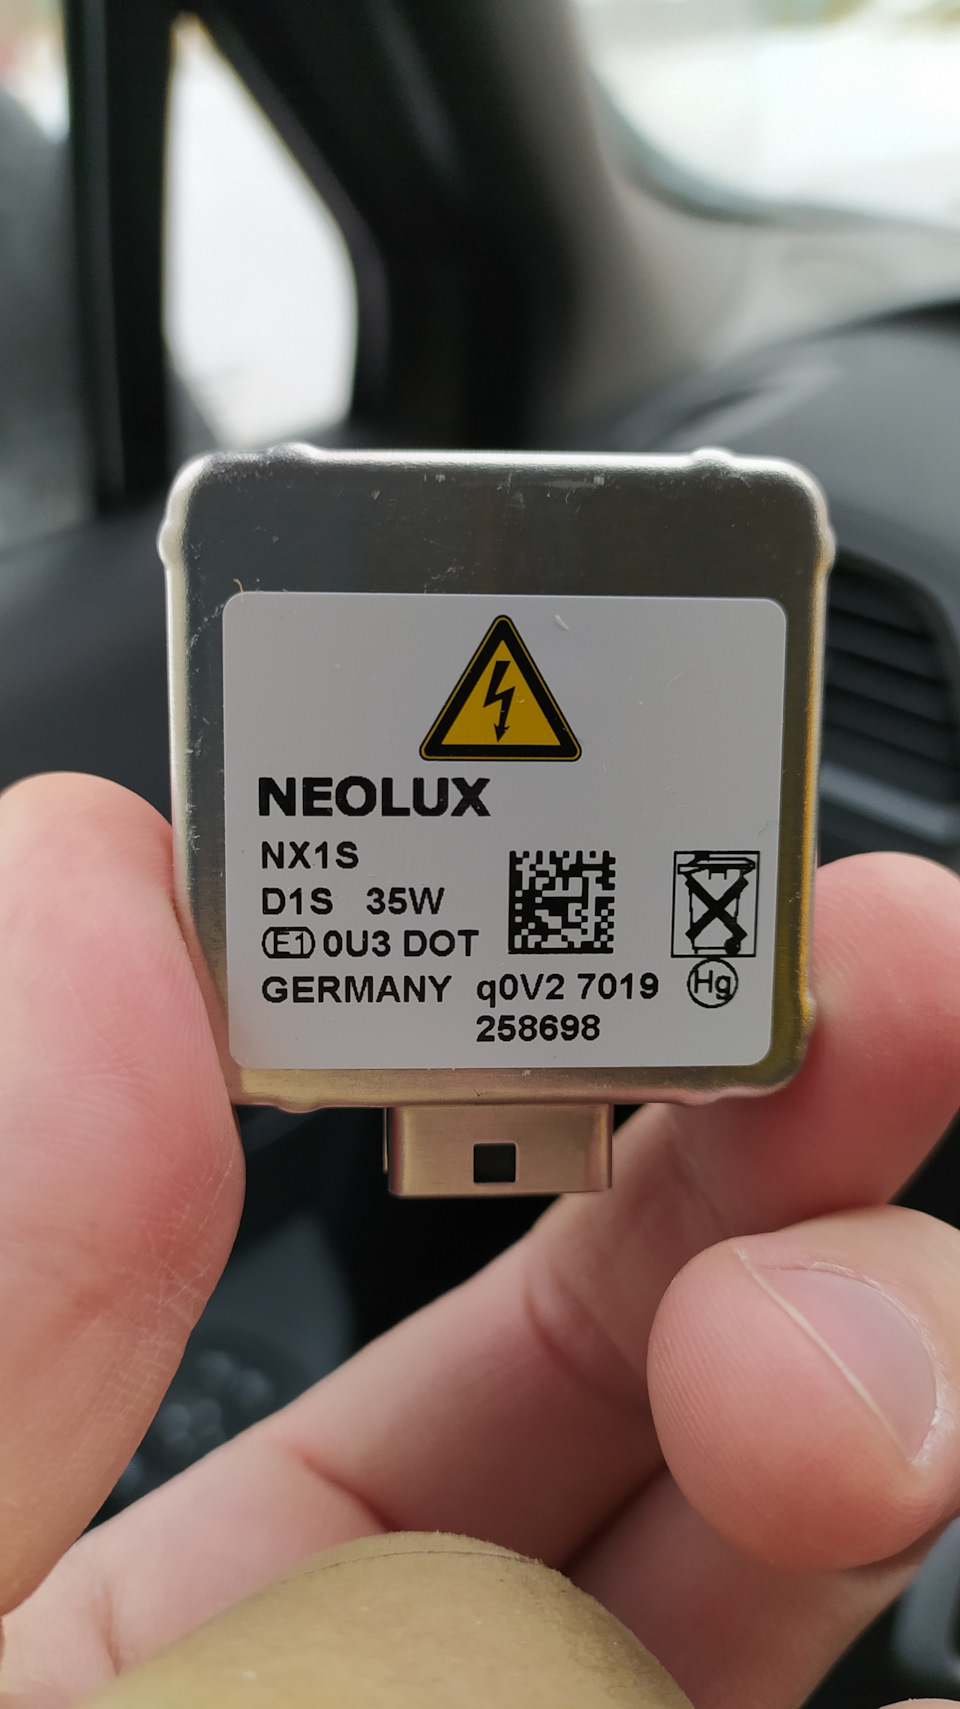 NEOLUX
NX1S
D1S 35W
E1 0U3 DOT
GERMANY q0V2 7019
258698
Hg